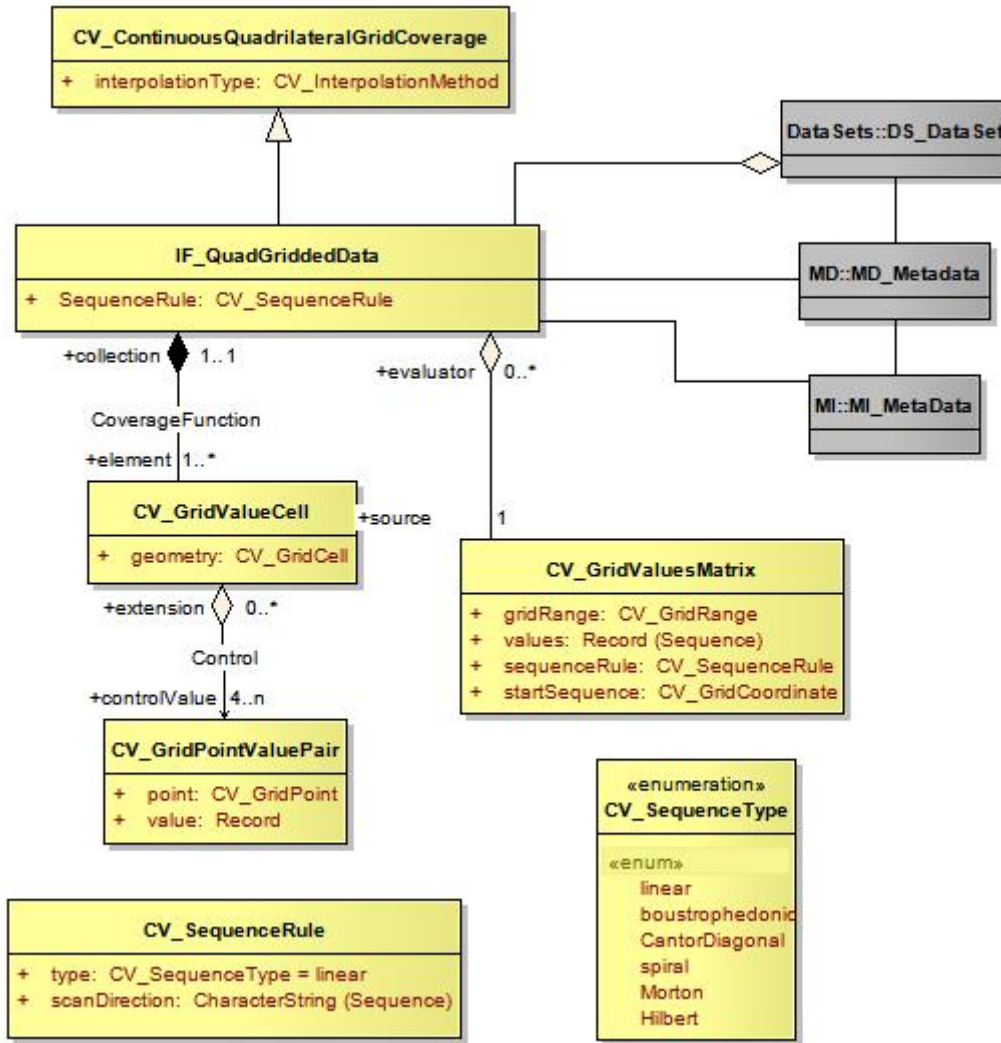 CV_ContinuousQuadrilateralGridCoverage
+ interpolationType: CV_InterpolationMethod
DataSets::DS_DataSet
IF_QuadGriddedData
+ SequenceRule: CV_SequenceRule
MD::MD_Metadata
MI::MI_MetaData
+collection 1..1
+evaluator 0..*
CoverageFunction
+element 1..*
CV_GridValueCell
+ geometry: CV_GridCell
+source 1
+extension 0..*
Control
+controlValue 4..n
CV_GridValuesMatrix
+ gridRange: CV_GridRange
+ values: Record (Sequence)
+ sequenceRule: CV_SequenceRule
+ startSequence: CV_GridCoordinate
CV_GridPointValuePair
+ point: CV_GridPoint
+ value: Record
«enumeration»
CV_SequenceType
«enum»
linear
boustrophedonic
CantorDiagonal
spiral
Morton
Hilbert
CV_SequenceRule
+ type: CV_SequenceType = linear
+ scanDirection: CharacterString (Sequence)